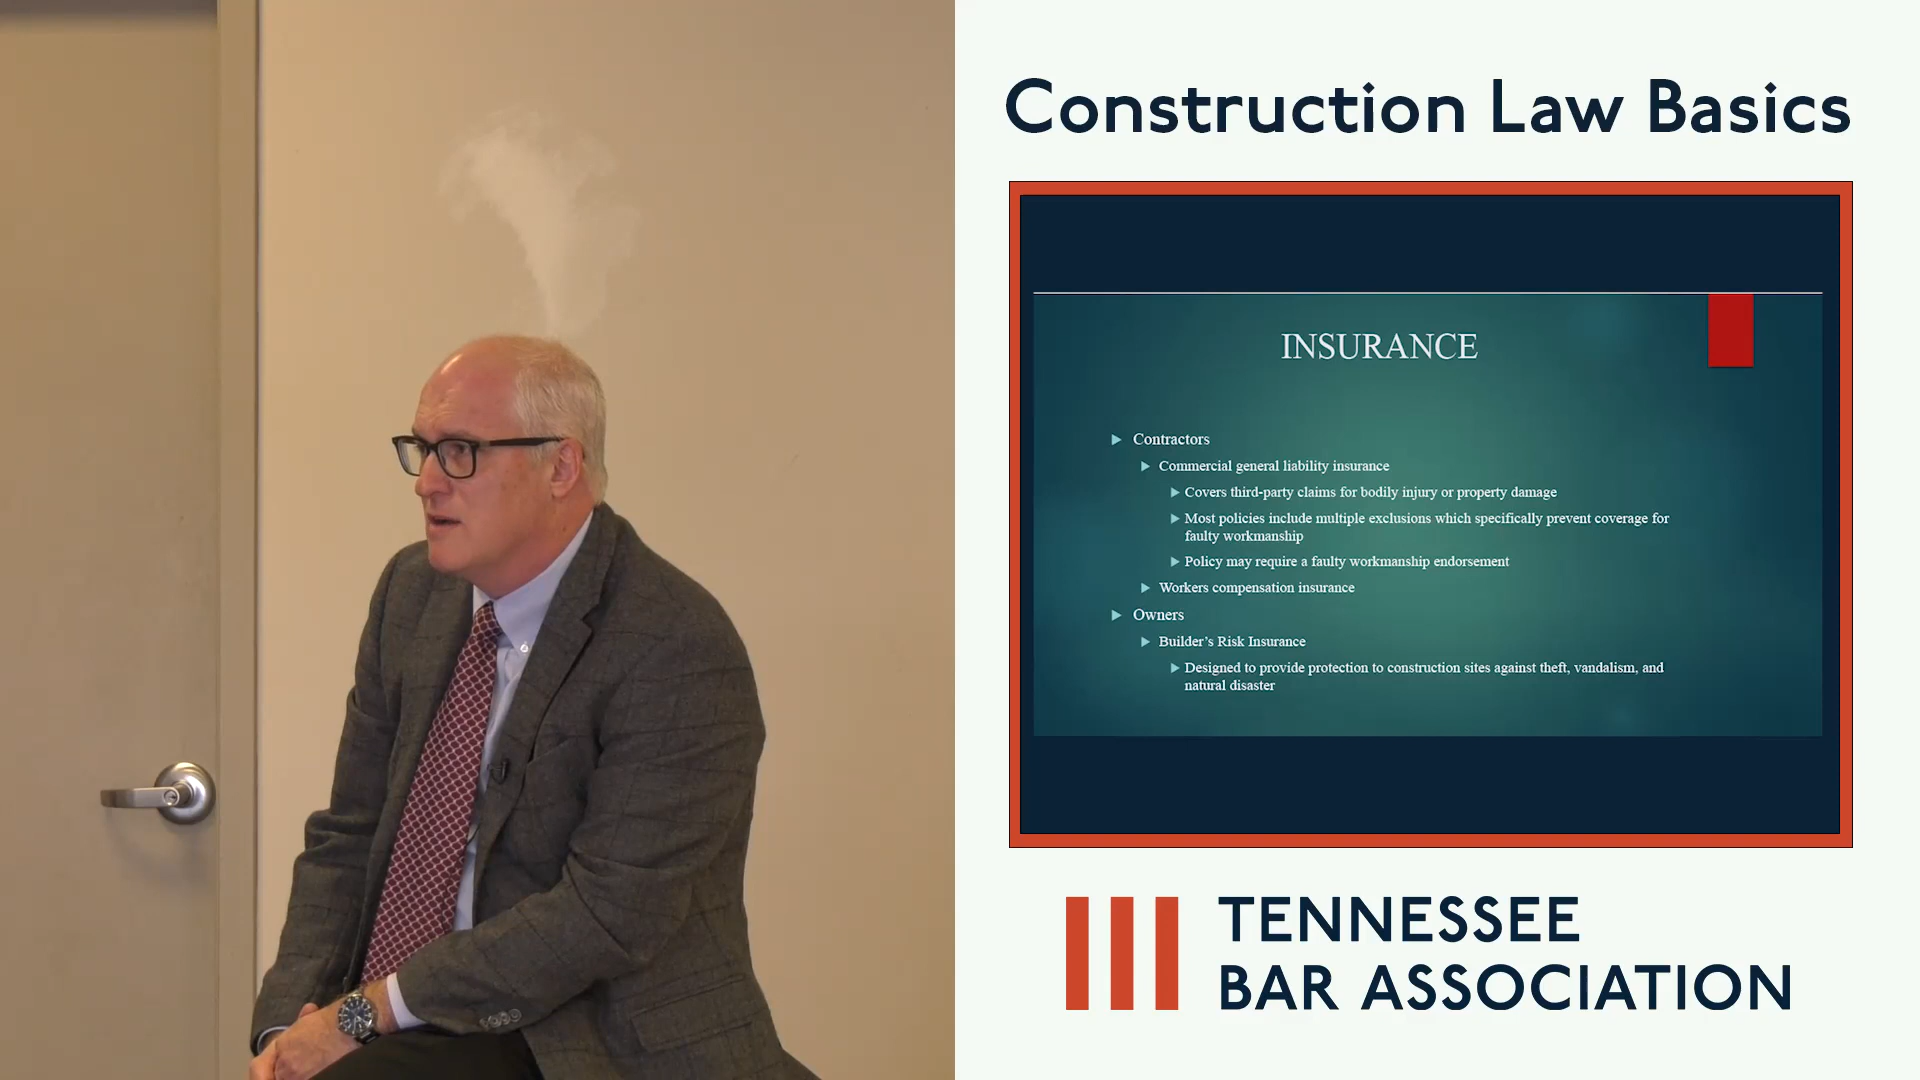 Construction Law Basics
INSURANCE
Contractors
Commercial general liability insurance
Covers third-party claims for bodily injury or property damage
Most policies include multiple exclusions which specifically prevent coverage for
faulty workmanship
Policy may require a faulty workmanship endorsement
Workers compensation insurance
Owners
Builder’s Risk Insurance
Designed to provide protection to construction sites against theft, vandalism, and
natural disaster
TENNESSEE
BAR ASSOCIATION